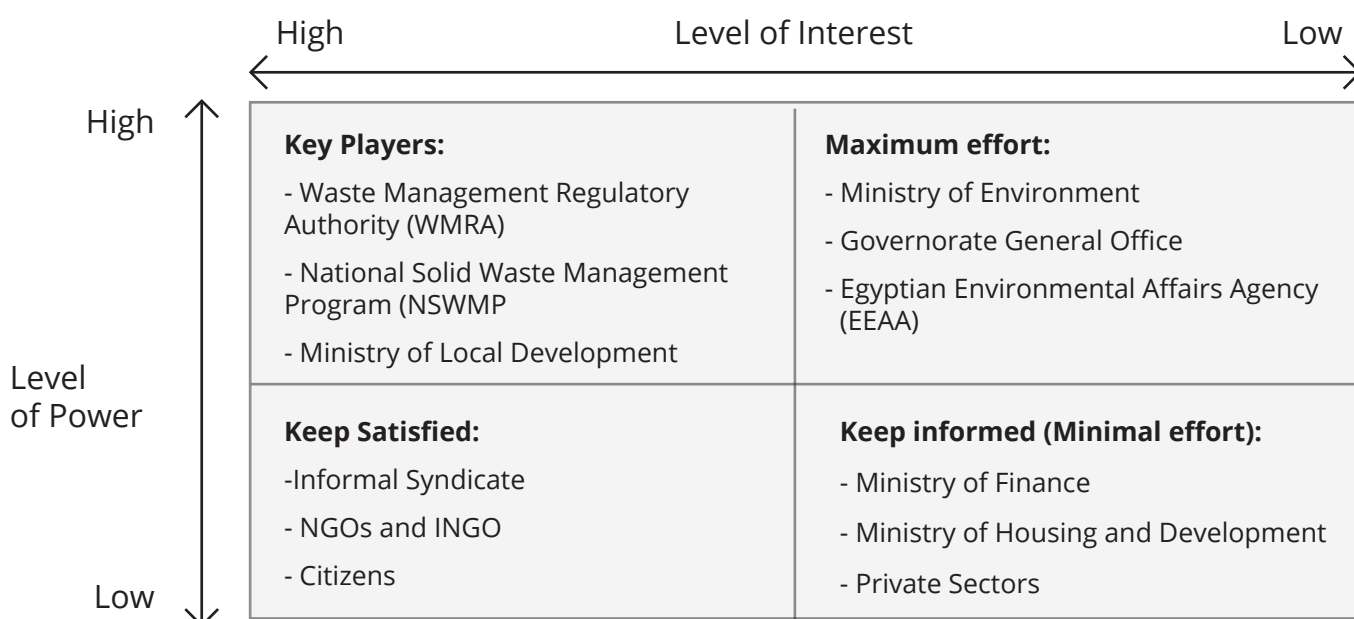 High Level of Interest Low
High
Key Players:
- Waste Management Regulatory
Authority (WMRA)
- National Solid Waste Management
Program (NSWMP
- Ministry of Local Development
Maximum effort:
- Ministry of Environment
- Governorate General Office
- Egyptian Environmental Affairs Agency
(EEAA)
Level
of Power
Keep Satisfied:
-Informal Syndicate
- NGOs and INGO
- Citizens
Keep informed (Minimal effort):
- Ministry of Finance
- Ministry of Housing and Development
- Private Sectors
Low